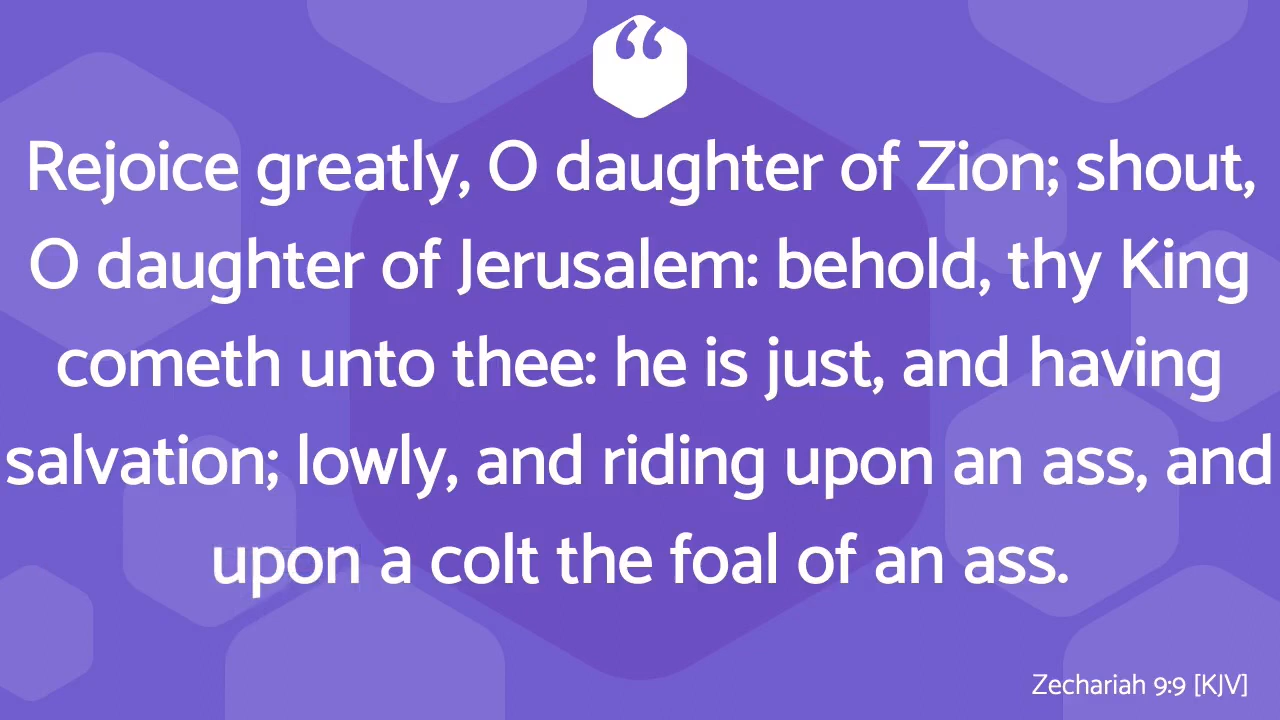 “
Rejoice greatly, O daughter of Zion; shout,
O daughter of Jerusalem: behold, thy King
cometh unto thee: he is just, and having
salvation; lowly, and riding upon an ass, and
upon a colt the foal of an ass.
Zechariah 9:9 [KJV]